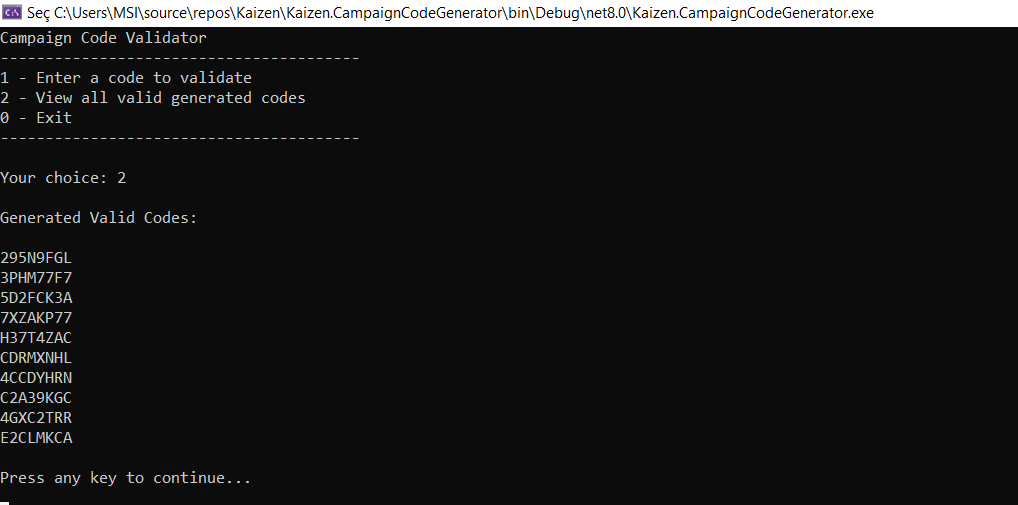 Seç C:\Users\MSI\source\repos\Kaizen\Kaizen.CampaignCodeGenerator\bin\Debug\net8.0\Kaizen.CampaignCodeGenerator.exe
Campaign Code Validator
----------------------------------------
1 - Enter a code to validate
2 - View all valid generated codes
0 - Exit
----------------------------------------
Your choice: 2
Generated Valid Codes:
295N9FGL
3PHM77F7
5D2FCK3A
7XZAKP77
H37T4ZAC
CDRMXNHL
4CCDYHRN
C2A39KGC
4GXC2TRR
E2CLMKCA
Press any key to continue...